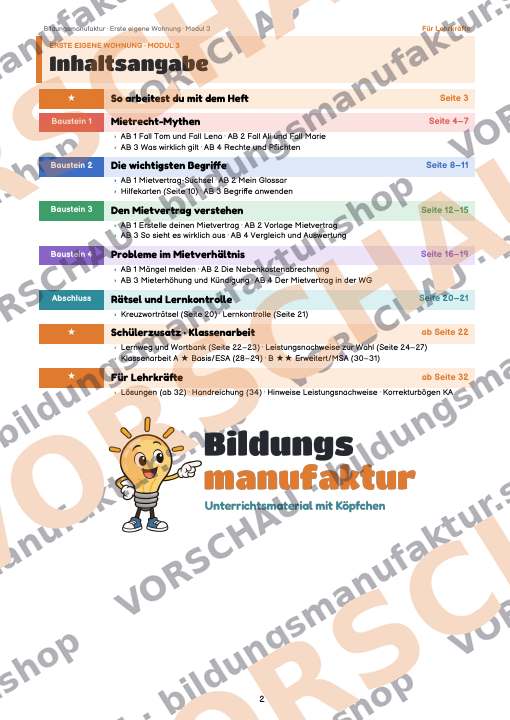 Bildungsmanufaktur · Erste eigene Wohnung · Modul 3
Für Lehrkräfte
ERSTE EIGENE WOHNUNG · MODUL 3
Inhaltsangabe
★ So arbeitest du mit dem Heft Seite 3
Baustein 1 Mietrecht-Mythen Seite 4–7
› AB 1 Fall Tom und Fall Lena · AB 2 Fall Ali und Fall Marie
› AB 3 Was wirklich gilt · AB 4 Rechte und Pflichten
Baustein 2 Die wichtigsten Begriffe Seite 8–11
› AB 1 Mietvertrag-Suchsel · AB 2 Mein Glossar
› Hilfekarten (Seite 10) · AB 3 Begriffe anwenden
Baustein 3 Den Mietvertrag verstehen Seite 12–15
› AB 1 Erstelle deinen Mietvertrag · AB 2 Vorlage Mietvertrag
› AB 3 So sieht es wirklich aus · AB 4 Vergleich und Auswertung
Baustein 4 Probleme im Mietverhältnis Seite 16–19
› AB 1 Mängel melden · AB 2 Die Nebenkostenabrechnung
› AB 3 Mieterhöhung und Kündigung · AB 4 Der Mietvertrag in der WG
Abschluss Rätsel und Lernkontrolle Seite 20–21
› Kreuzworträtsel (Seite 20) · Lernkontrolle (Seite 21)
★ Schülerzusatz · Klassenarbeit ab Seite 22
› Lernweg und Wortbank (Seite 22–23) · Leistungsnachweise zur Wahl (Seite 24–27)
› Klassenarbeit A ★ Basis/ESA (28–29) · B ★★ Erweitert/MSA (30–31)
★ Für Lehrkräfte ab Seite 32
› Lösungen (ab 32) · Handreichung (34) · Hinweise Leistungsnachweise · Korrekturbögen KA
Bildungs
manufaktur
Unterrichtsmaterial mit Köpfchen
VORSCHAU · bildungsmanufaktur.shop
VORSCHAU
2